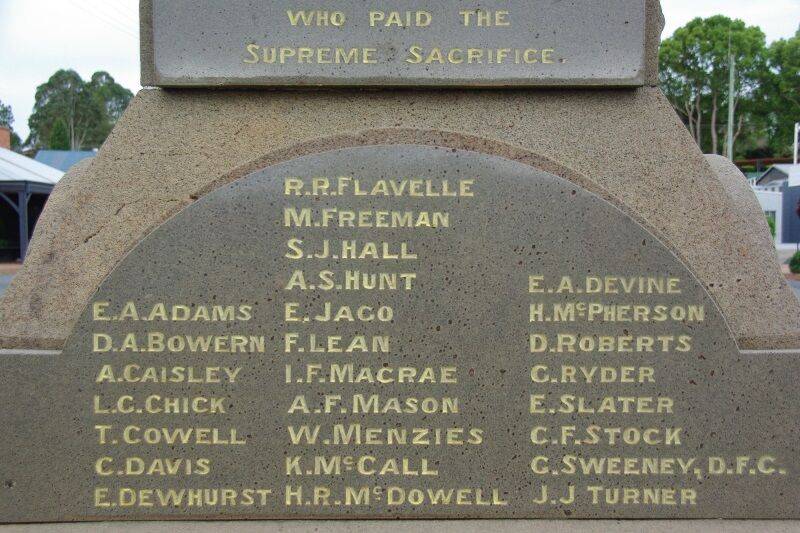 WHO PAID THE
SUPREME SACRIFICE.
E.A.ADAMS
D.A.BOWERN
A.CAISLEY
L.G.CHICK
T.COWELL
C.DAVIS
E.DEWHURST
R.R.FLAVELLE
M.FREEMAN
S.J.HALL
A.S.HUNT
E.JAGO
F.LEAN
I.F.MACRAE
A.F.MASON
W.MENZIES
K.McCALL
H.R.McDOWELL
E.A.DEVINE
H.McPHERSON
D.ROBERTS
G.RYDER
E.SLATER
C.F.STOCK
G.SWEENEY, D.F.C.
J.J TURNER